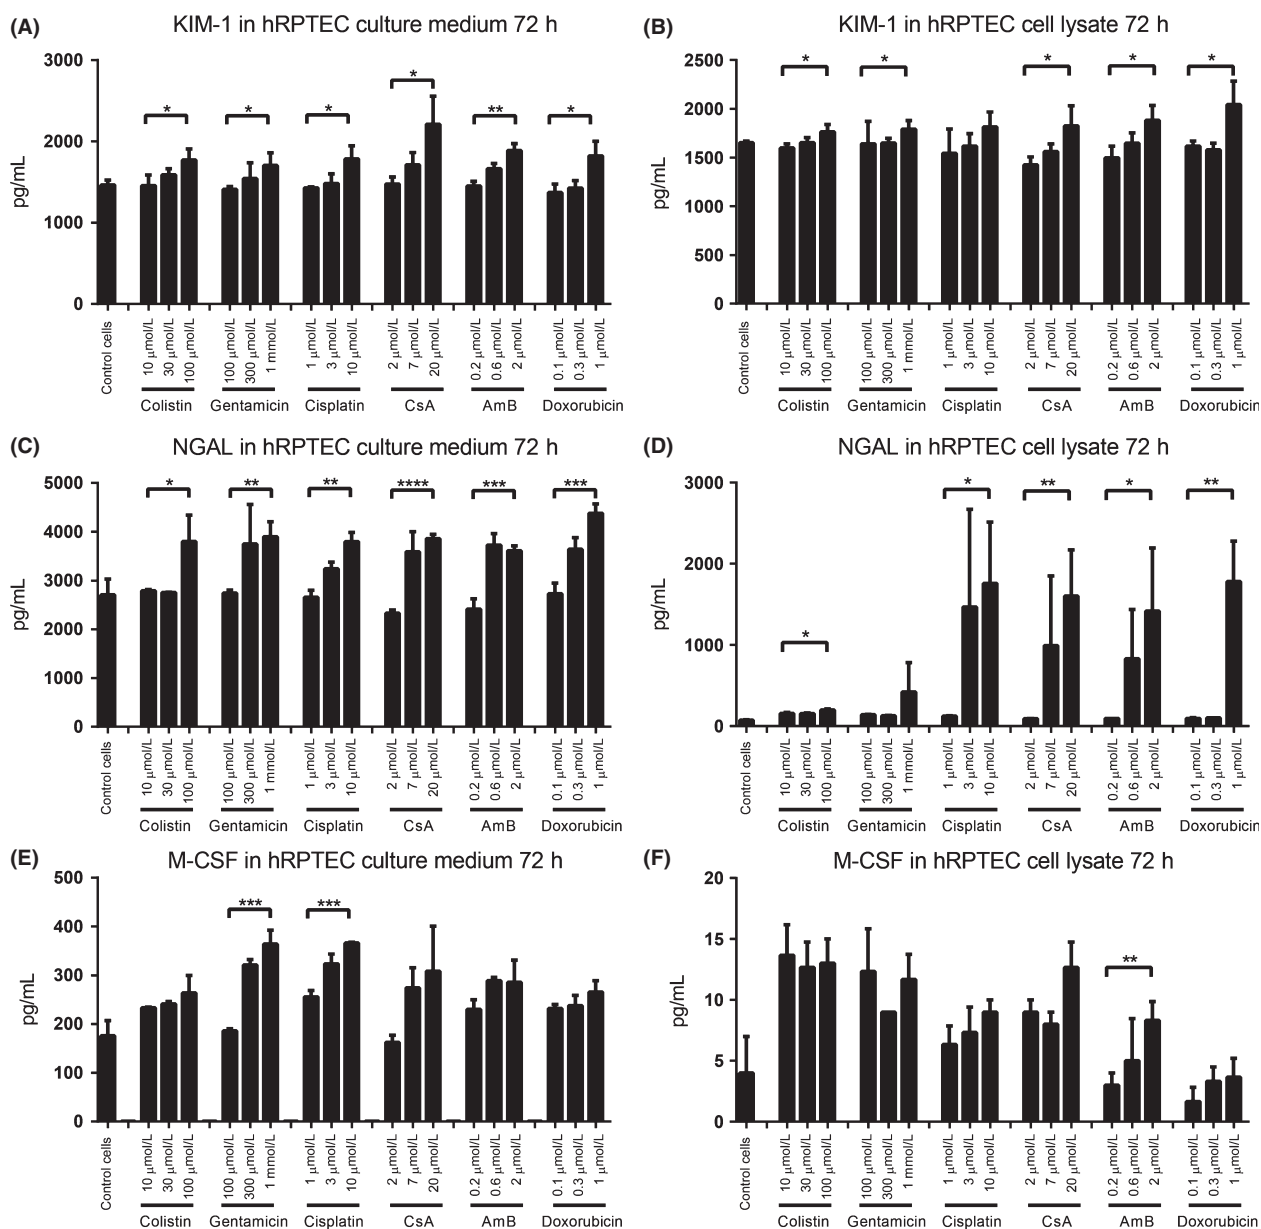 (A) KIM-1 in hRPTEC culture medium 72 h
pg/mL
3000
2000
1000
0
* * * * ** *
Control cells
10 μmol/L
30 μmol/L
100 μmol/L
100 μmol/L
300 μmol/L
1 mmol/L
1 μmol/L
3 μmol/L
10 μmol/L
2 μmol/L
7 μmol/L
20 μmol/L
0.2 μmol/L
0.6 μmol/L
2 μmol/L
0.1 μmol/L
0.3 μmol/L
1 μmol/L
Colistin Gentamicin Cisplatin CsA AmB Doxorubicin
(B) KIM-1 in hRPTEC cell lysate 72 h
pg/mL
2500
2000
1500
1000
500
0
* * * * *
Control cells
10 μmol/L
30 μmol/L
100 μmol/L
100 μmol/L
300 μmol/L
1 mmol/L
1 μmol/L
3 μmol/L
10 μmol/L
2 μmol/L
7 μmol/L
20 μmol/L
0.2 μmol/L
0.6 μmol/L
2 μmol/L
0.1 μmol/L
0.3 μmol/L
1 μmol/L
Colistin Gentamicin Cisplatin CsA AmB Doxorubicin
(C) NGAL in hRPTEC culture medium 72 h
pg/mL
5000
4000
3000
2000
1000
0
* ** ** **** *** ***
Control cells
10 μmol/L
30 μmol/L
100 μmol/L
100 μmol/L
300 μmol/L
1 mmol/L
1 μmol/L
3 μmol/L
10 μmol/L
2 μmol/L
7 μmol/L
20 μmol/L
0.2 μmol/L
0.6 μmol/L
2 μmol/L
0.1 μmol/L
0.3 μmol/L
1 μmol/L
Colistin Gentamicin Cisplatin CsA AmB Doxorubicin
(D) NGAL in hRPTEC cell lysate 72 h
pg/mL
3000
2000
1000
0
* * ** * **
Control cells
10 μmol/L
30 μmol/L
100 μmol/L
100 μmol/L
300 μmol/L
1 mmol/L
1 μmol/L
3 μmol/L
10 μmol/L
2 μmol/L
7 μmol/L
20 μmol/L
0.2 μmol/L
0.6 μmol/L
2 μmol/L
0.1 μmol/L
0.3 μmol/L
1 μmol/L
Colistin Gentamicin Cisplatin CsA AmB Doxorubicin
(E) M-CSF in hRPTEC culture medium 72 h
pg/mL
500
400
300
200
100
0
*** ***
Control cells
10 μmol/L
30 μmol/L
100 μmol/L
100 μmol/L
300 μmol/L
1 mmol/L
1 μmol/L
3 μmol/L
10 μmol/L
2 μmol/L
7 μmol/L
20 μmol/L
0.2 μmol/L
0.6 μmol/L
2 μmol/L
0.1 μmol/L
0.3 μmol/L
1 μmol/L
Colistin Gentamicin Cisplatin CsA AmB Doxorubicin
(F) M-CSF in hRPTEC cell lysate 72 h
pg/mL
20
15
10
5
0
**
Control cells
10 μmol/L
30 μmol/L
100 μmol/L
100 μmol/L
300 μmol/L
1 mmol/L
1 μmol/L
3 μmol/L
10 μmol/L
2 μmol/L
7 μmol/L
20 μmol/L
0.2 μmol/L
0.6 μmol/L
2 μmol/L
0.1 μmol/L
0.3 μmol/L
1 μmol/L
Colistin Gentamicin Cisplatin CsA AmB Doxorubicin